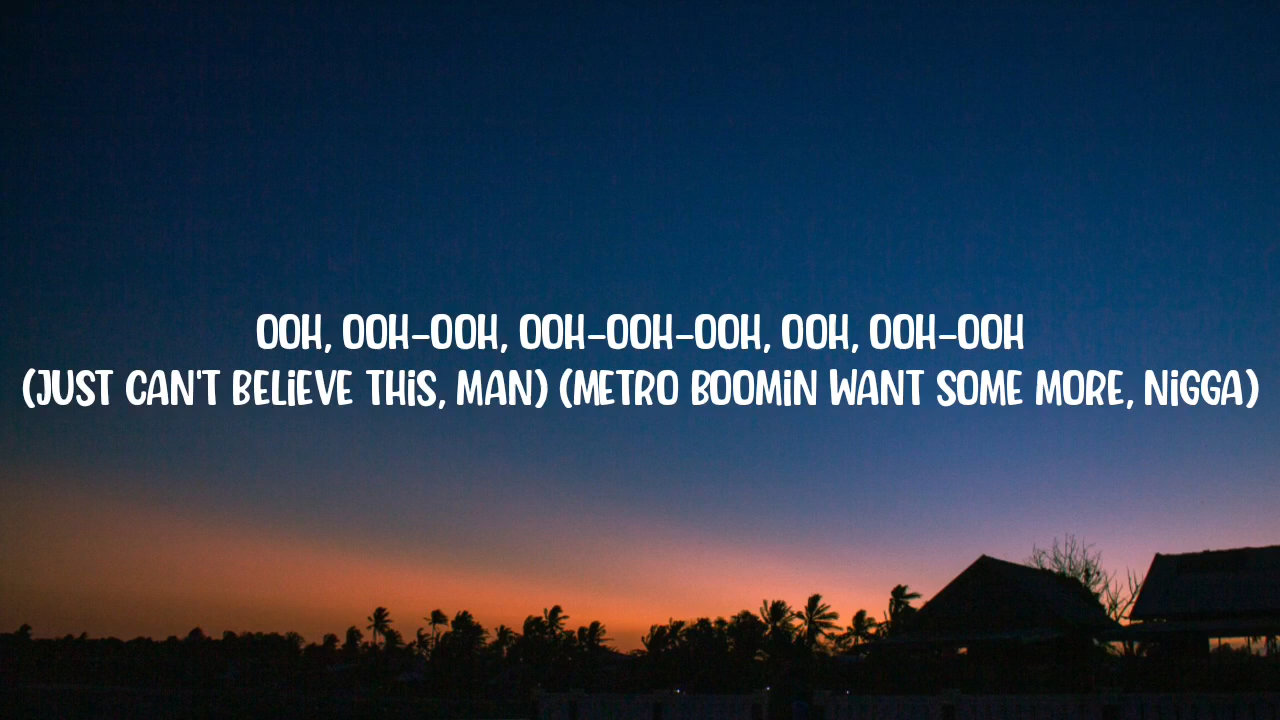 OOH, OOH-OOH, OOH-OOH-OOH, OOH, OOH-OOH
(JUST CAN'T BELiEVE THiS, MAN) (METRO BOOMiN WANT SOME MORE, NiGGA)